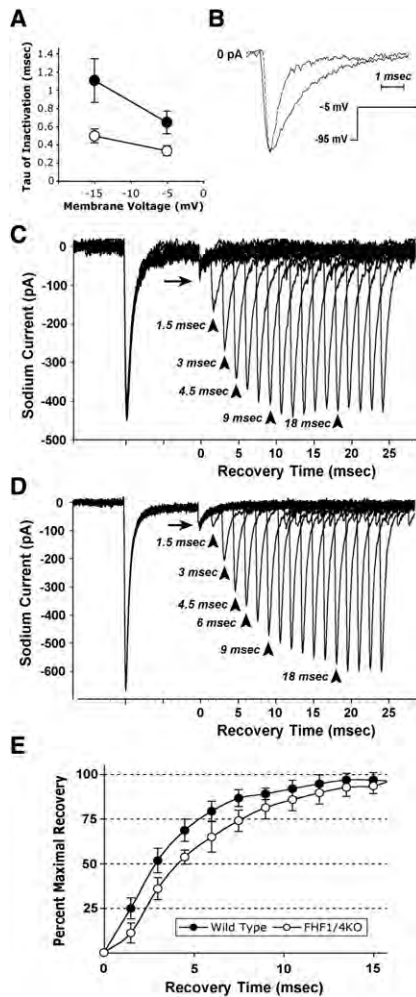 A
Tau of Inactivation (msec)
1.4
1.2
1
0.8
0.6
0.4
0.2
0
-15
-10
-5
0
Membrane Voltage (mV)
B
0 pA
1 msec
-5 mV
-95 mV
C
Sodium Current (pA)
0
-100
-200
-300
-400
-500
1.5 msec
3 msec
4.5 msec
9 msec
18 msec
0
5
10
15
20
25
Recovery Time (msec)
D
Sodium Current (pA)
0
-100
-200
-300
-400
-500
-600
1.5 msec
3 msec
4.5 msec
6 msec
9 msec
18 msec
0
5
10
15
20
25
Recovery Time (msec)
E
Percent Maximal Recovery
100
75
50
25
Wild Type
FHF1/4KO
0
5
10
15
Recovery Time (msec)